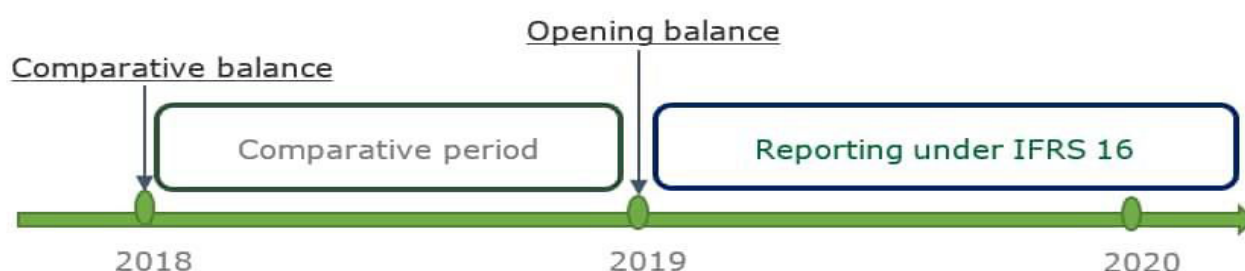 Opening balance
Comparative balance
Comparative period
Reporting under IFRS 16
2018
2019
2020